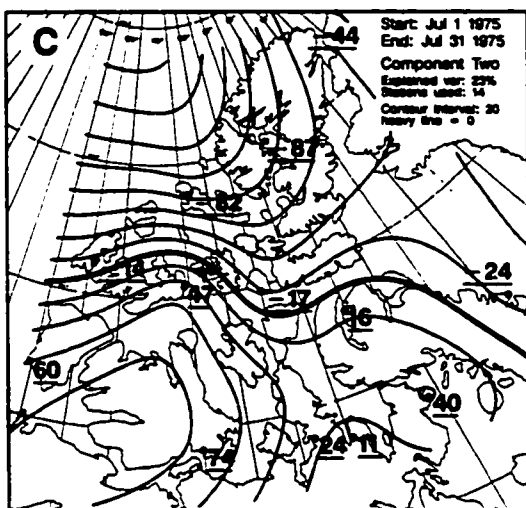 C
Start: Jul 1 1975
End: Jul 31 1975
Component Two
Explained var: 23%
Stations used: 14
Contour interval: 20
heavy line = 0
-44
-87
-82
-24
-17
47
16
60
40
74
24
11